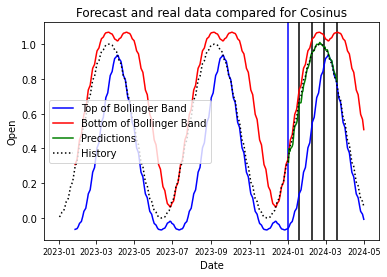 Forecast and real data compared for Cosinus
Open
1.0
0.8
0.6
0.4
0.2
0.0
Top of Bollinger Band
Bottom of Bollinger Band
Predictions
History
2023-01 2023-03 2023-05 2023-07 2023-09 2023-11 2024-01 2024-03 2024-05
Date